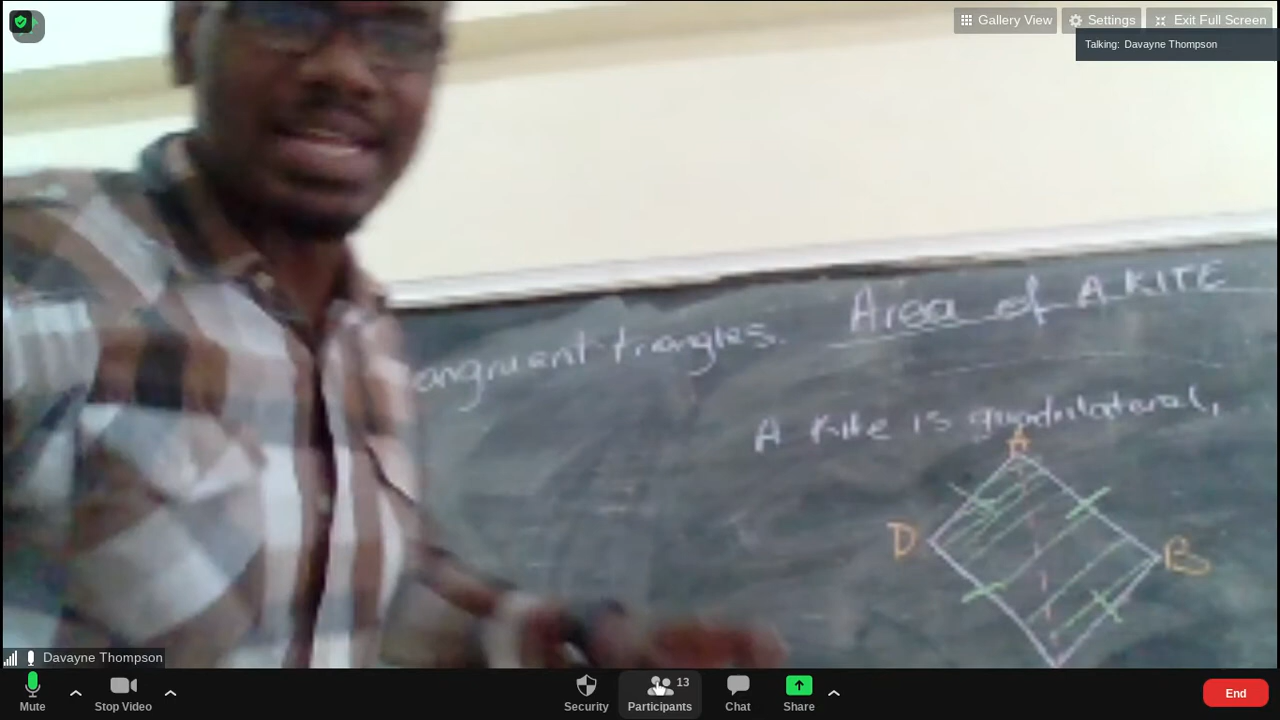 Gallery View
Settings
Exit Full Screen
Talking: Davayne Thompson
Area of A KITE
triangles.
A Kite is quadrilateral,
A
D
B
Davayne Thompson
Mute
Stop Video
Security
Participants
13
Chat
Share
End